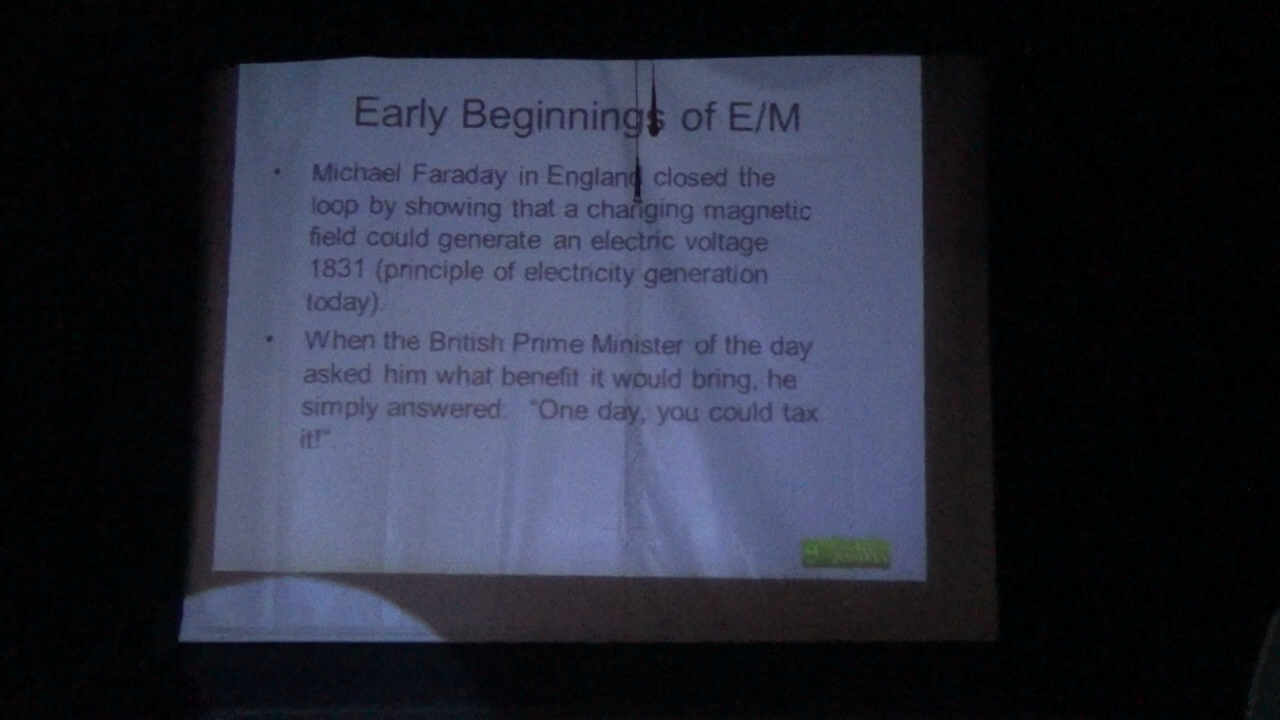 Early Beginnings of E/M
• Michael Faraday in England closed the
loop by showing that a changing magnetic
field could generate an electric voltage
1831 (principle of electricity generation
today).
• When the British Prime Minister of the day
asked him what benefit it would bring, he
simply answered: "One day, you could tax
it!"